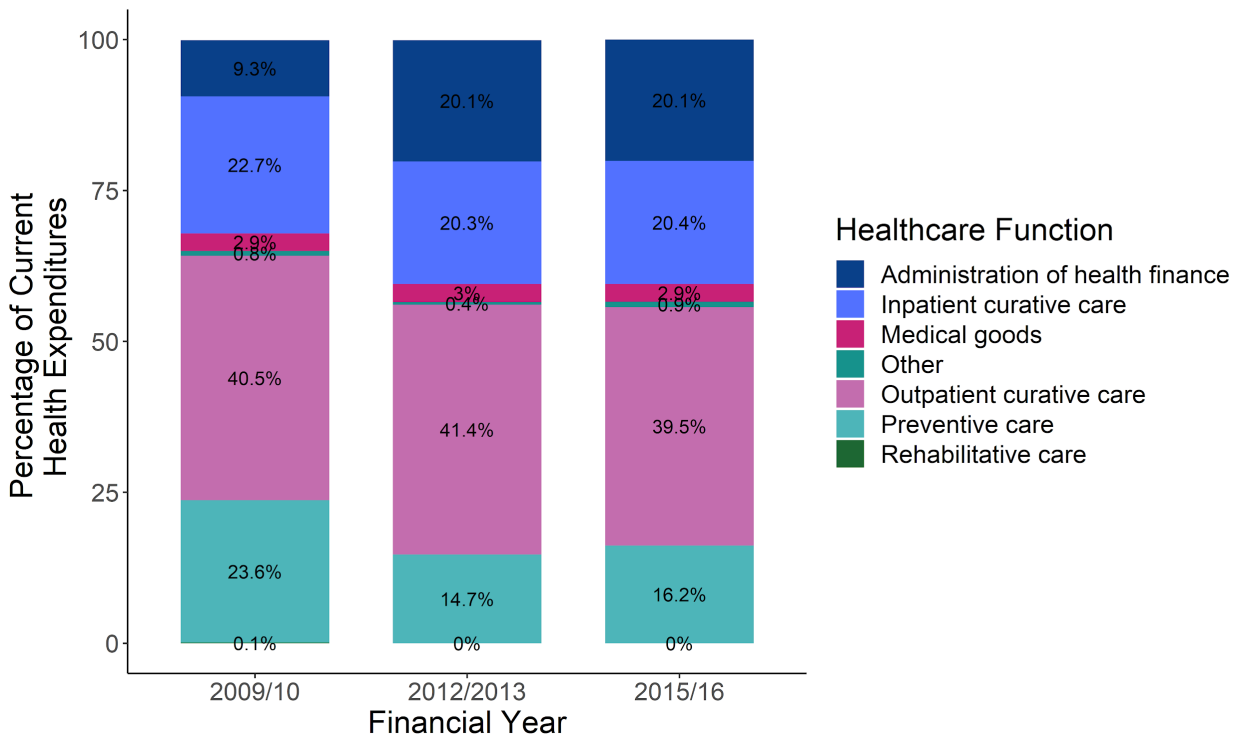 Percentage of Current
Health Expenditures
100
75
50
25
0
9.3%
22.7%
2.9%
0.8%
40.5%
23.6%
0.1%
20.1%
20.3%
3%
0.4%
41.4%
14.7%
0%
20.1%
20.4%
2.9%
0.9%
39.5%
16.2%
0%
2009/10
2012/2013
2015/16
Financial Year
Healthcare Function
Administration of health finance
Inpatient curative care
Medical goods
Other
Outpatient curative care
Preventive care
Rehabilitative care